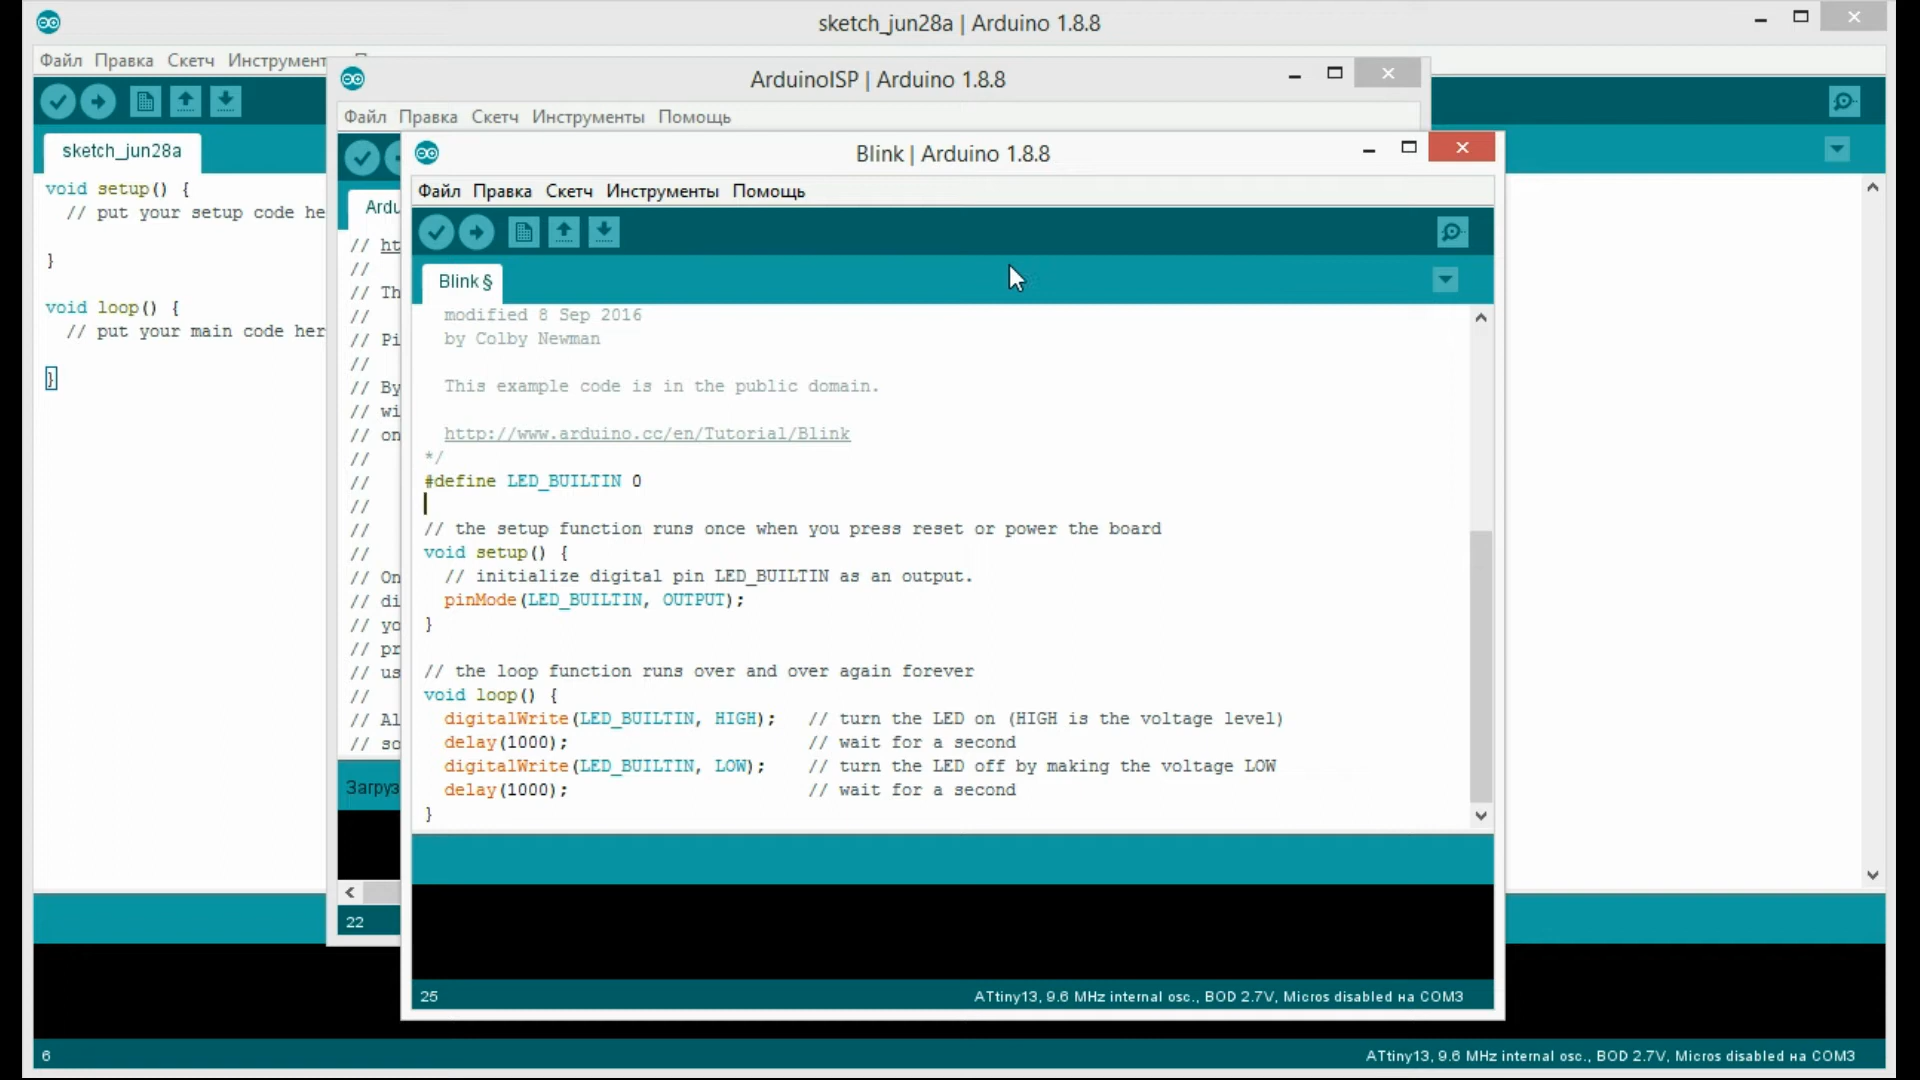 sketch_jun28a | Arduino 1.8.8
Файл Правка Скетч Инструмент
sketch_jun28a
void setup() {
// put your setup code he
}
void loop() {
// put your main code her
}
6
ATtiny13, 9.6 MHz internal osc., BOD 2.7V, Micros disabled на COM3
ArduinoISP | Arduino 1.8.8
Файл Правка Скетч Инструменты Помощь
Ardu
// ht
//
// Th
//
// Pi
//
// By
// wi
// on
//
//
//
//
//
// On
// di
// yo
// pr
// us
//
// Al
// so
Загруз
22
Blink | Arduino 1.8.8
Файл Правка Скетч Инструменты Помощь
Blink §
modified 8 Sep 2016
by Colby Newman
This example code is in the public domain.
http://www.arduino.cc/en/Tutorial/Blink
*/
#define LED_BUILTIN 0
// the setup function runs once when you press reset or power the board
void setup() {
// initialize digital pin LED_BUILTIN as an output.
pinMode(LED_BUILTIN, OUTPUT);
}
// the loop function runs over and over again forever
void loop() {
digitalWrite(LED_BUILTIN, HIGH); // turn the LED on (HIGH is the voltage level)
delay(1000); // wait for a second
digitalWrite(LED_BUILTIN, LOW); // turn the LED off by making the voltage LOW
delay(1000); // wait for a second
}
25
ATtiny13, 9.6 MHz internal osc., BOD 2.7V, Micros disabled на COM3